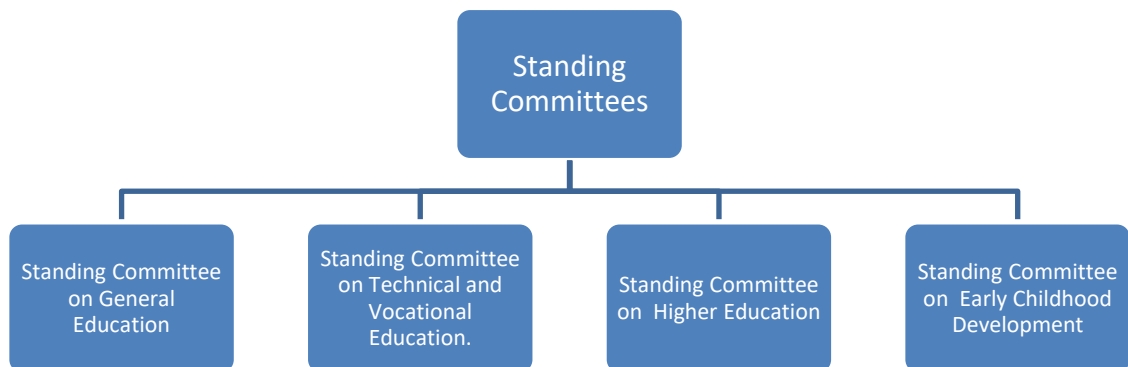 Standing
Committees
Standing Committee
on General
Education
Standing Committee
on Technical and
Vocational
Education.
Standing Committee
on  Higher Education
Standing Committee
on  Early Childhood
Development